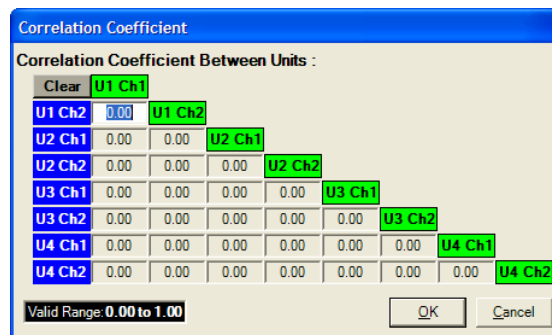 Correlation Coefficient
Correlation Coefficient Between Units :
Clear U1 Ch1
U1 Ch2 0.00 U1 Ch2
U2 Ch1 0.00 0.00 U2 Ch1
U2 Ch2 0.00 0.00 0.00 U2 Ch2
U3 Ch1 0.00 0.00 0.00 0.00 U3 Ch1
U3 Ch2 0.00 0.00 0.00 0.00 0.00 U3 Ch2
U4 Ch1 0.00 0.00 0.00 0.00 0.00 0.00 U4 Ch1
U4 Ch2 0.00 0.00 0.00 0.00 0.00 0.00 0.00 U4 Ch2
Valid Range: 0.00 to 1.00 OK Cancel